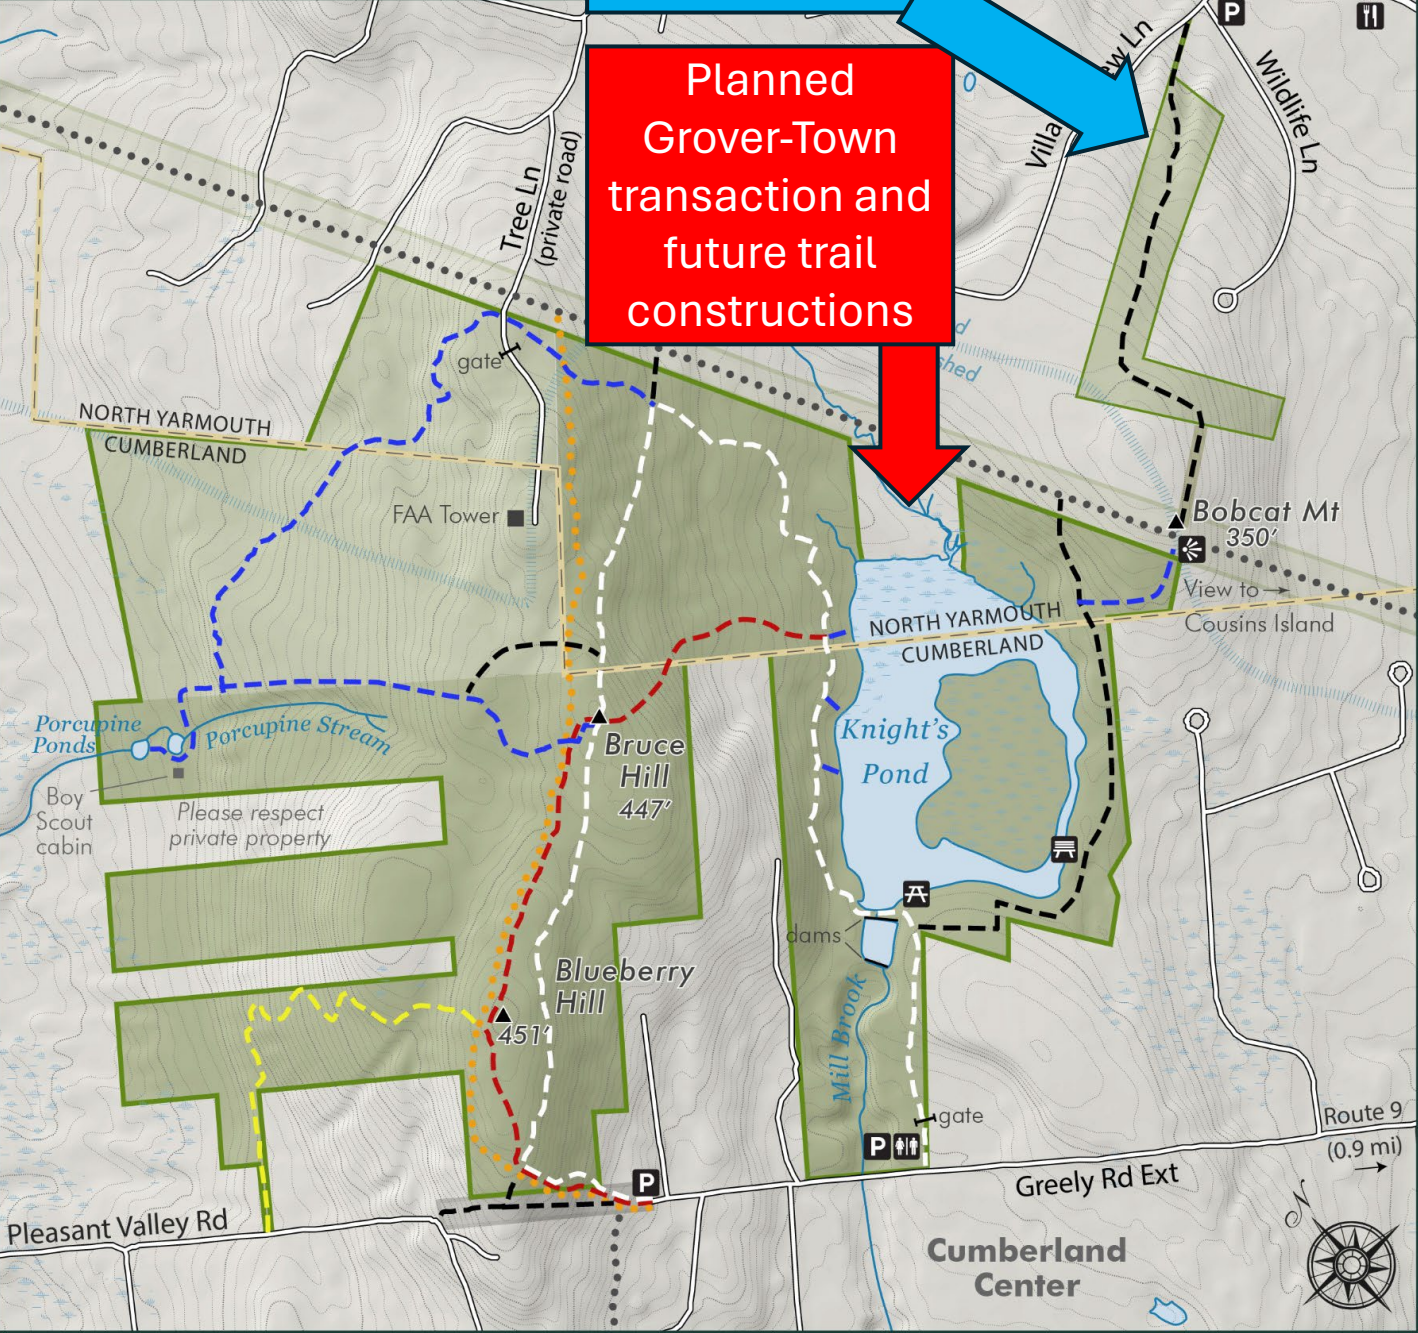 P
ew Ln
Wildlife Ln
Villa
Planned
Grover-Town
transaction and
future trail
constructions
Tree Ln
(private road)
d
shed
gate
NORTH YARMOUTH
CUMBERLAND
FAA Tower
Bobcat Mt
350'
View to
Cousins Island
NORTH YARMOUTH
CUMBERLAND
Porcupine
Ponds
Porcupine Stream
Knight's
Pond
Bruce
Hill
447'
Boy
Scout
cabin
Please respect
private property
dams
Blueberry
Hill
451'
Mill Brook
gate
P
Route 9
(0.9 mi)
P
Greely Rd Ext
Pleasant Valley Rd
N
Cumberland
Center